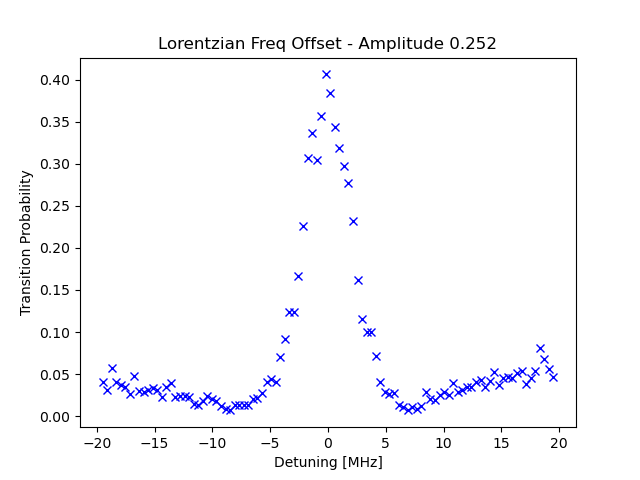 Lorentzian Freq Offset - Amplitude 0.252
0.40
0.35
0.30
0.25
0.20
0.15
0.10
0.05
0.00
Transition Probability
−20 −15 −10 −5 0 5 10 15 20
Detuning [MHz]